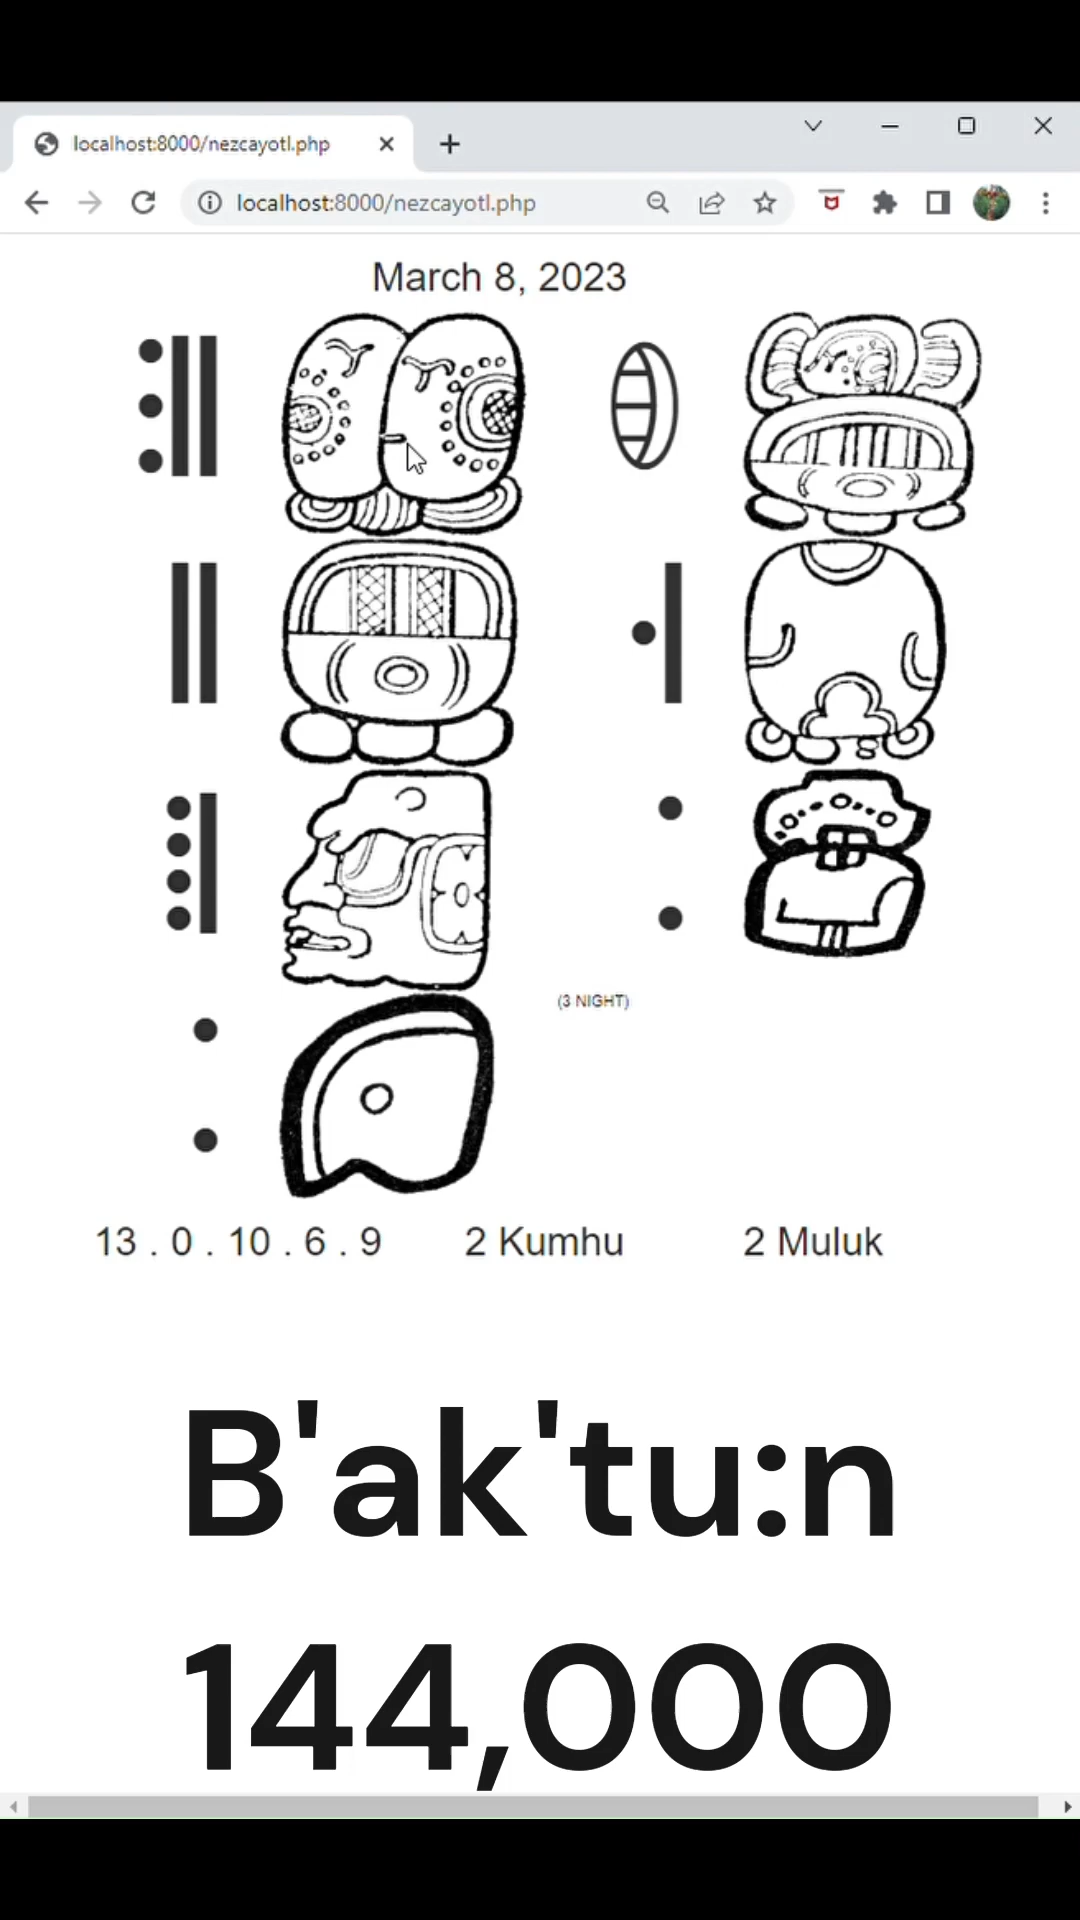 localhost:8000/nezcayotl.php
localhost:8000/nezcayotl.php
March 8, 2023
(3 NIGHT)
13 . 0 . 10 . 6 . 9 2 Kumhu 2 Muluk
B'ak'tu:n
144,000